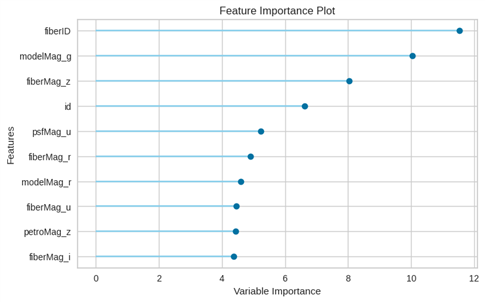 Feature Importance Plot
fiberID
modelMag_g
fiberMag_z
id
psfMag_u
fiberMag_r
modelMag_r
fiberMag_u
petroMag_z
fiberMag_i
Features
0 2 4 6 8 10 12
Variable Importance